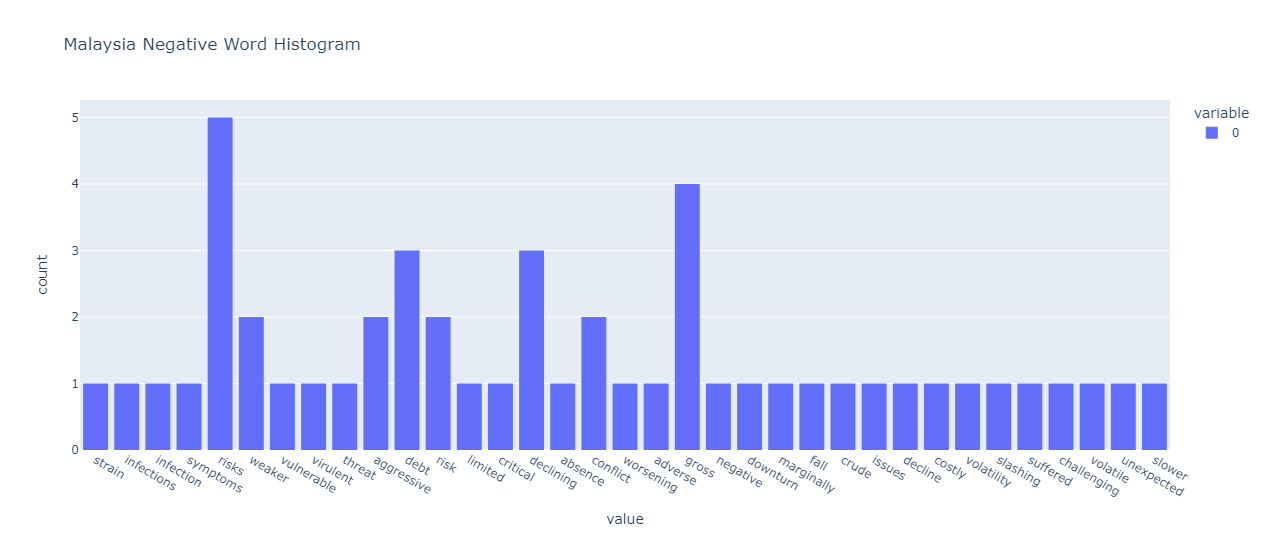 Malaysia Negative Word Histogram
variable
0
5
4
3
2
1
0
count
strain
infections
infection
symptoms
risks
weaker
vulnerable
virulent
threat
aggressive
debt
risk
limited
critical
declining
absence
conflict
worsening
adverse
gross
negative
downturn
marginally
fall
crude
issues
decline
costly
volatility
slashing
suffered
challenging
volatile
unexpected
slower
value